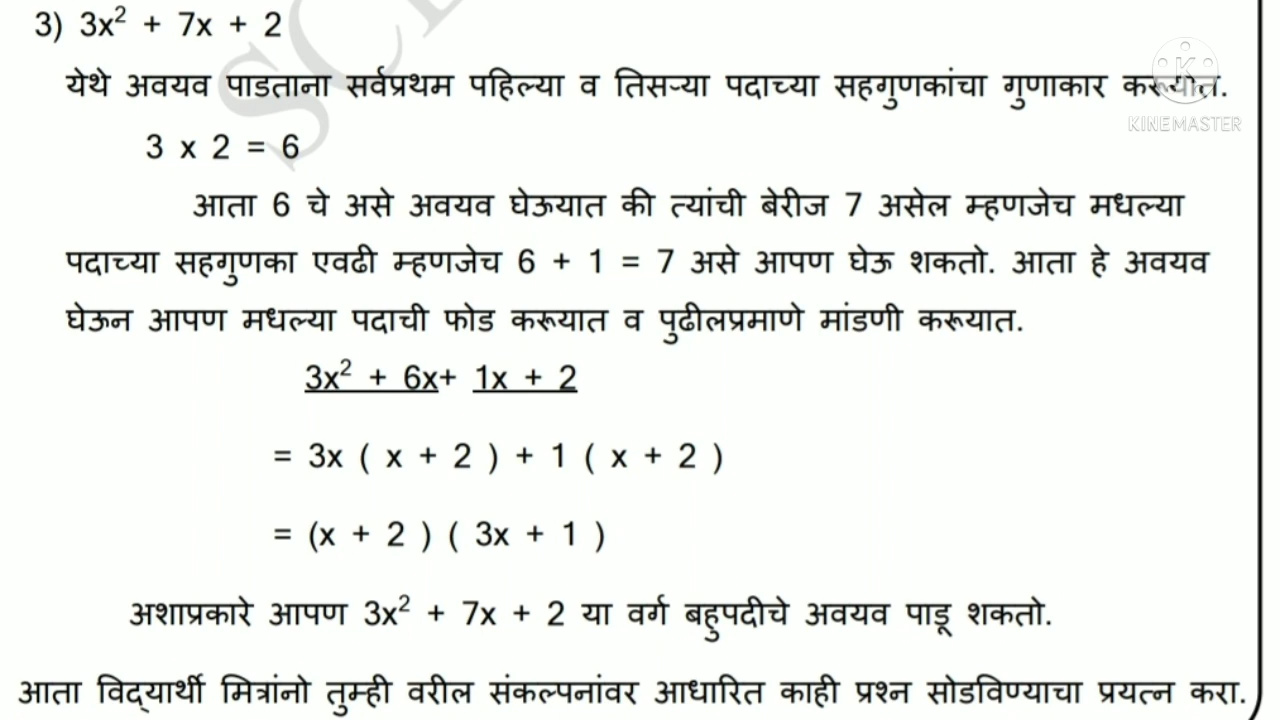 3) 3x² + 7x + 2
येथे अवयव पाडताना सर्वप्रथम पहिल्या व तिसऱ्या पदाच्या सहगुणकांचा गुणाकार करूयात.
KINEMASTER
3 x 2 = 6
आता 6 चे असे अवयव घेऊयात की त्यांची बेरीज 7 असेल म्हणजेच मधल्या
पदाच्या सहगुणका एवढी म्हणजेच 6 + 1 = 7 असे आपण घेऊ शकतो. आता हे अवयव
घेऊन आपण मधल्या पदाची फोड करूयात व पुढीलप्रमाणे मांडणी करूयात.
3x² + 6x+ 1x + 2
= 3x ( x + 2 ) + 1 ( x + 2 )
= (x + 2 ) ( 3x + 1 )
अशाप्रकारे आपण 3x² + 7x + 2 या वर्ग बहुपदीचे अवयव पाडू शकतो.
आता विद्यार्थी मित्रांनो तुम्ही वरील संकल्पनांवर आधारित काही प्रश्न सोडविण्याचा प्रयत्न करा.